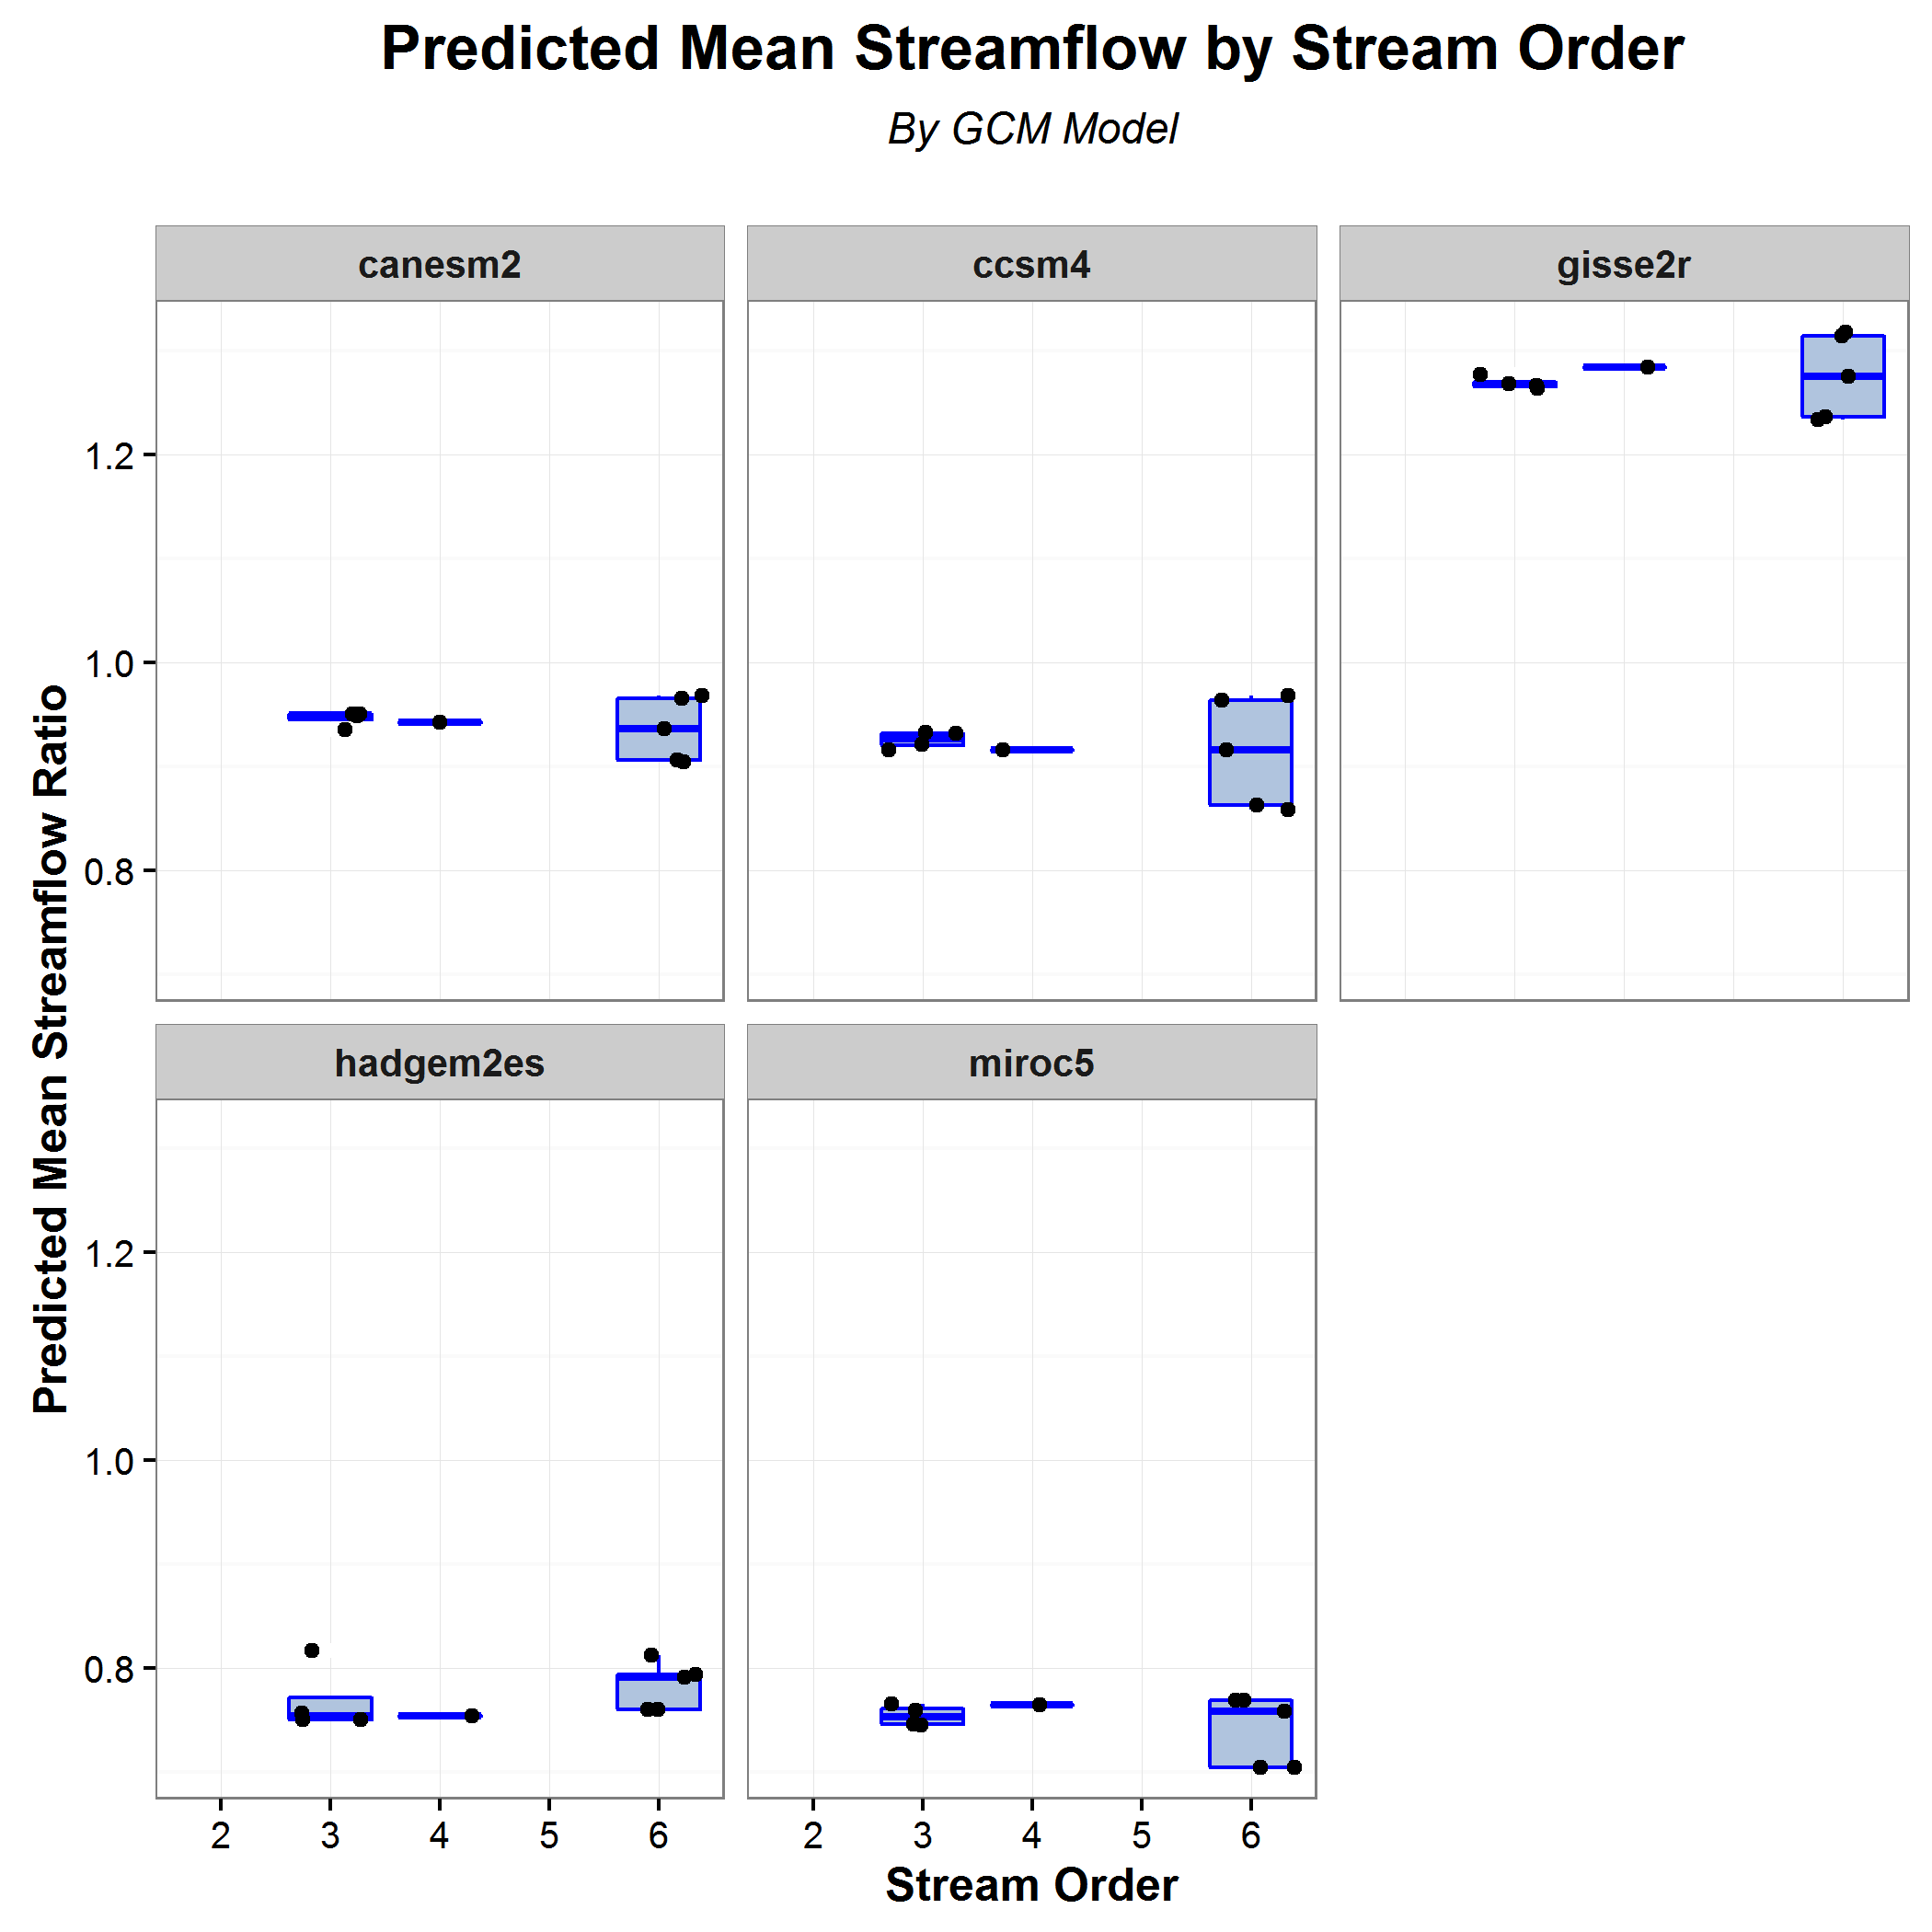 Predicted Mean Streamflow by Stream Order
By GCM Model
canesm2
ccsm4
gisse2r
1.2
1.0
0.8
Predicted Mean Streamflow Ratio
hadgem2es
miroc5
1.2
1.0
0.8
2 3 4 5 6
2 3 4 5 6
Stream Order